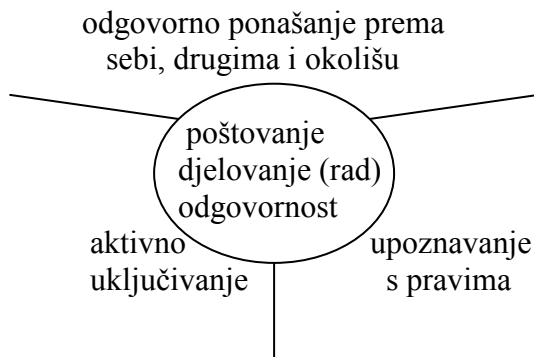 odgovorno ponašanje prema
sebi, drugima i okolišu
poštovanje
djelovanje (rad)
odgovornost
aktivno
uključivanje
upoznavanje
s pravima